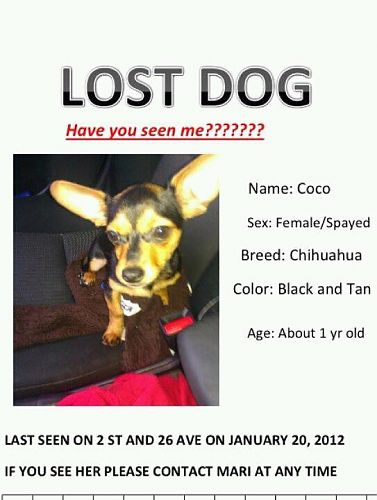 LOST DOG
Have you seen me???????
Name: Coco
Sex: Female/Spayed
Breed: Chihuahua
Color: Black and Tan
Age: About 1 yr old
LAST SEEN ON 2 ST AND 26 AVE ON JANUARY 20, 2012
IF YOU SEE HER PLEASE CONTACT MARI AT ANY TIME